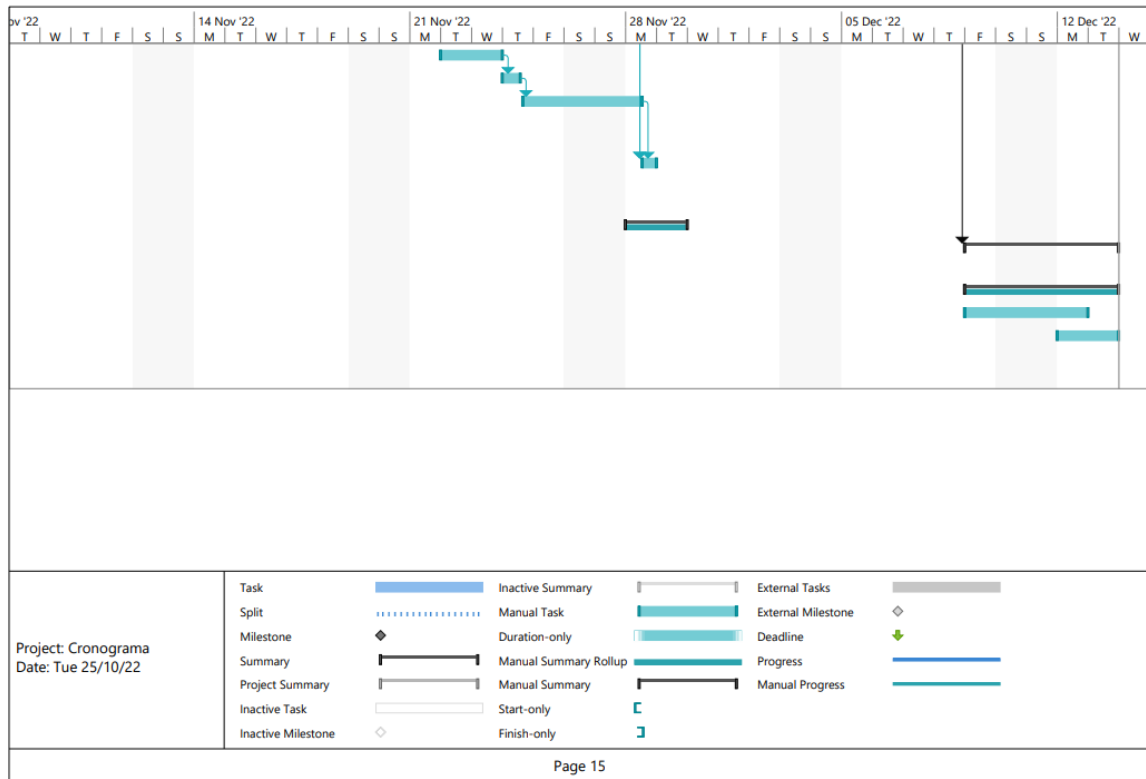 ov '22 14 Nov '22 21 Nov '22 28 Nov '22 05 Dec '22 12 Dec '22
T W T F S S M T W T F S S M T W T F S S M T W T F S S M T W T F S S M T W
Task
Split
Milestone
Summary
Project Summary
Inactive Task
Inactive Milestone
Inactive Summary
Manual Task
Duration-only
Manual Summary Rollup
Manual Summary
Start-only
Finish-only
External Tasks
External Milestone
Deadline
Progress
Manual Progress
Project: Cronograma
Date: Tue 25/10/22
Page 15